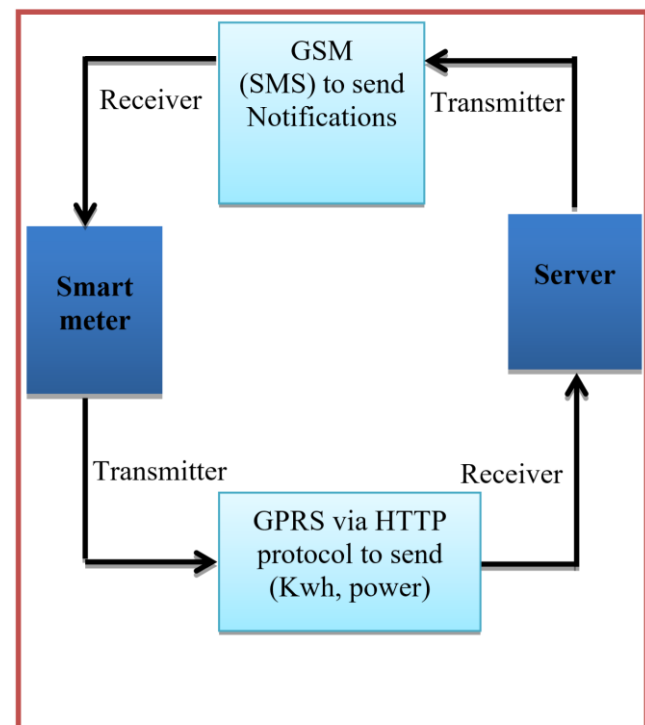 GSM
(SMS) to send
Notifications
Receiver
Transmitter
Smart
meter
Server
Transmitter
Receiver
GPRS via HTTP
protocol to send
(Kwh, power)